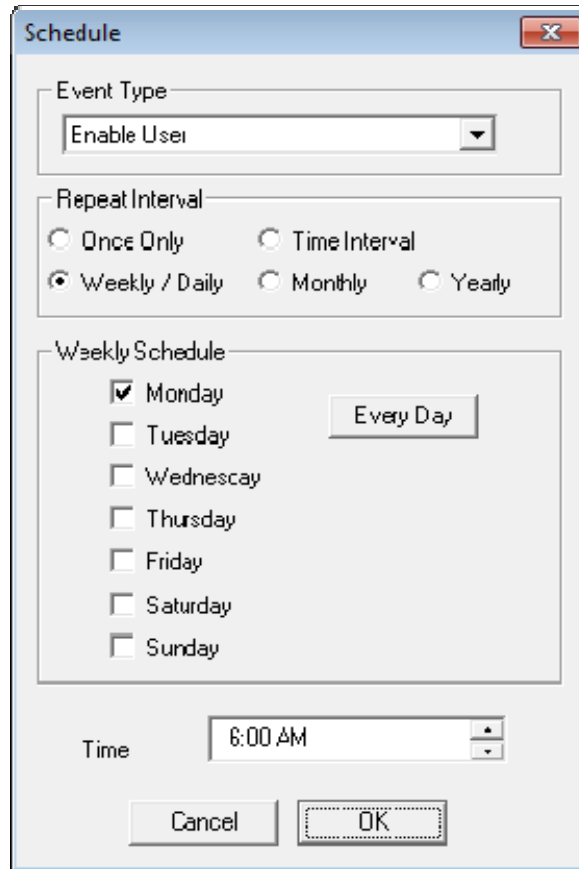 Schedule
Event Type
Enable User
Repeat Interval
Once Only Time Interval
Weekly / Daily Monthly Yearly
Weekly Schedule
Monday
Every Day
Tuesday
Wednescay
Thursday
Friday
Saturday
Sunday
Time 6:00 AM
Cancel OK